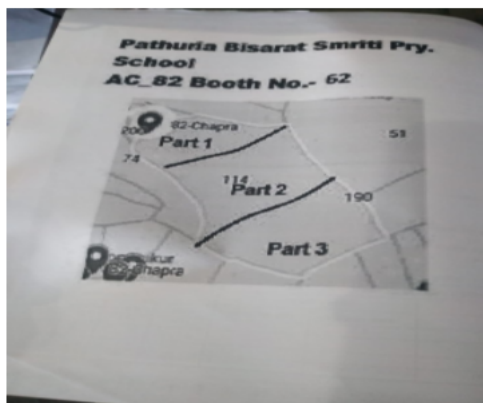 Pathuria Bisarat Smriti Pry.
School
AC_82 Booth No.- 62
82-Chapra
200
Part 1
51
74
114
Part 2
190
Part 3